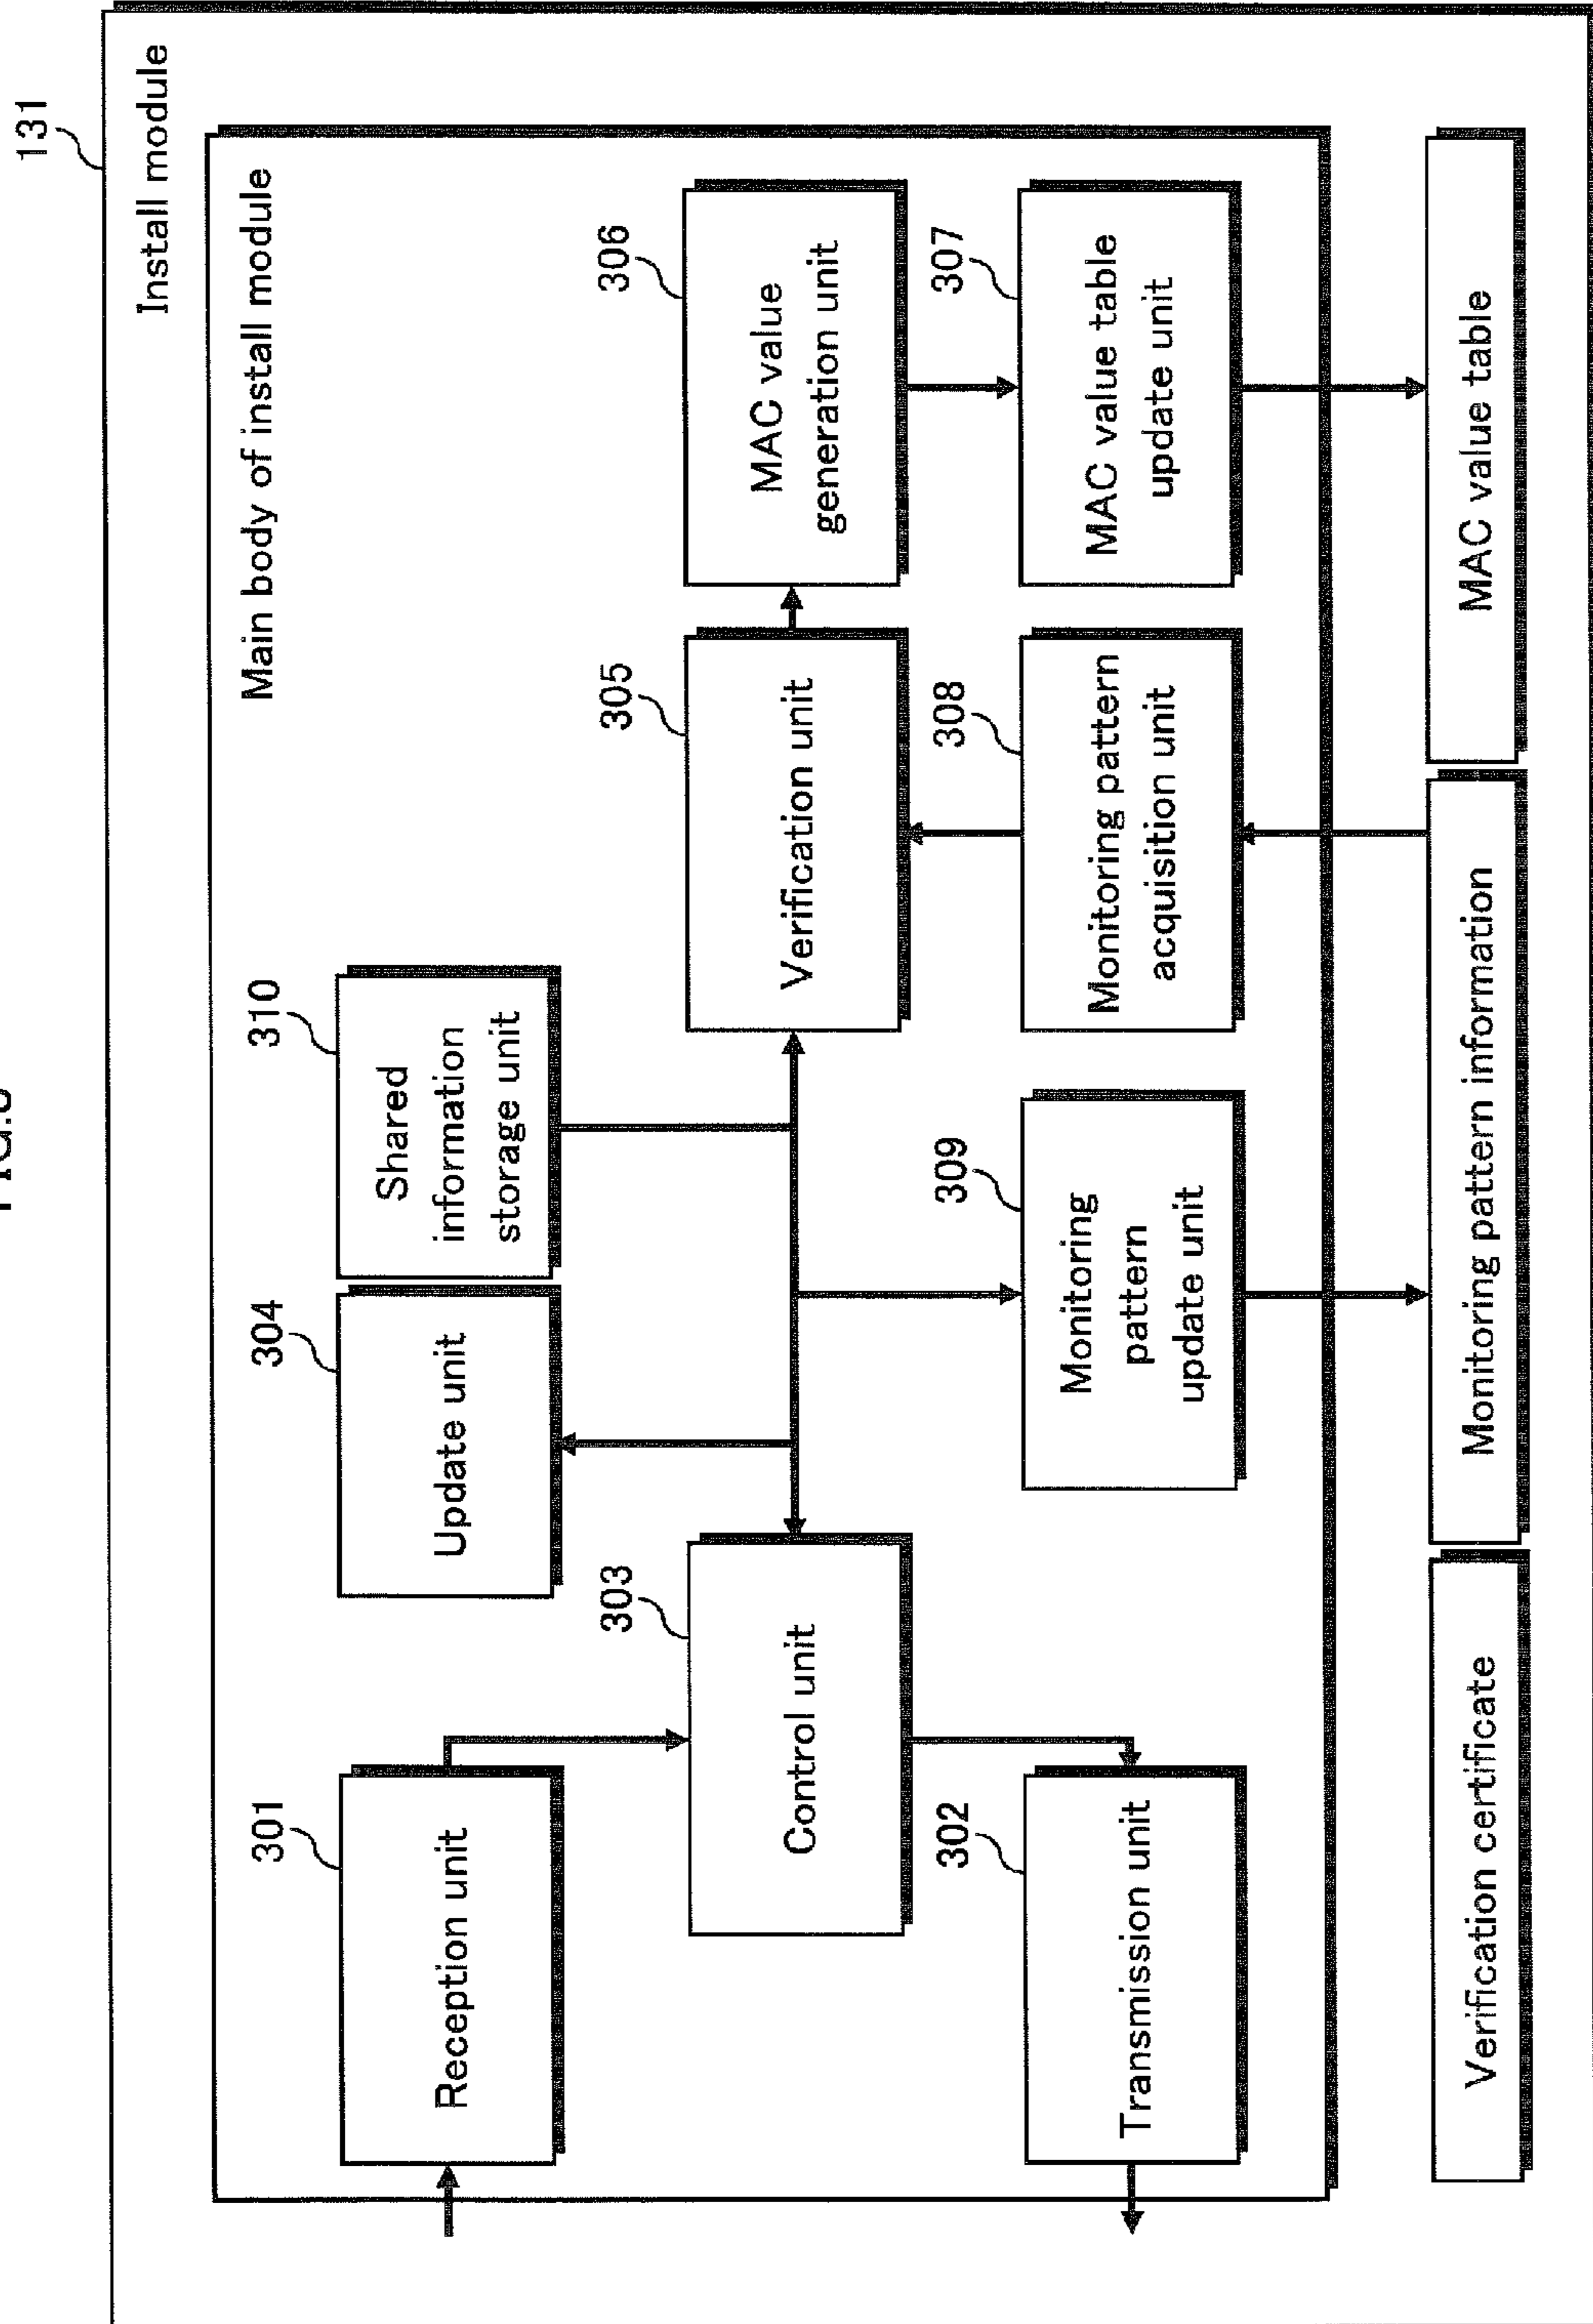 131
Install module
Main body of install module
301
Reception unit
304
Update unit
310
Shared
information
storage unit
303
Control unit
305
Verification unit
306
MAC value
generation unit
302
Transmission unit
309
Monitoring
pattern
update unit
308
Monitoring pattern
acquisition unit
307
MAC value table
update unit
Verification certificate
Monitoring pattern information
MAC value table